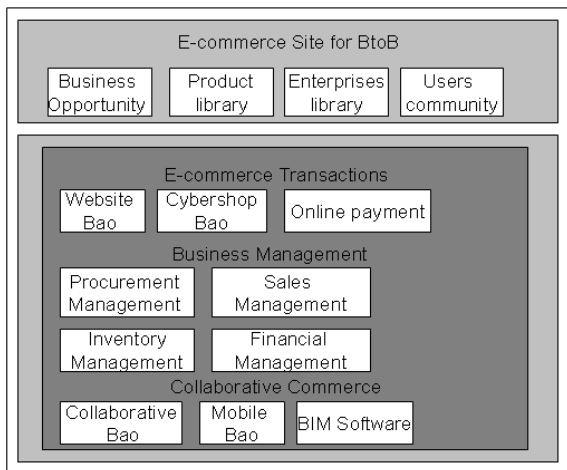 E-commerce Site for BtoB
Business
Opportunity
Product
library
Enterprises
library
Users
community
E-commerce Transactions
Website
Bao
Cybershop
Bao
Online payment
Business Management
Procurement
Management
Sales
Management
Inventory
Management
Financial
Management
Collaborative Commerce
Collaborative
Bao
Mobile
Bao
BIM Software